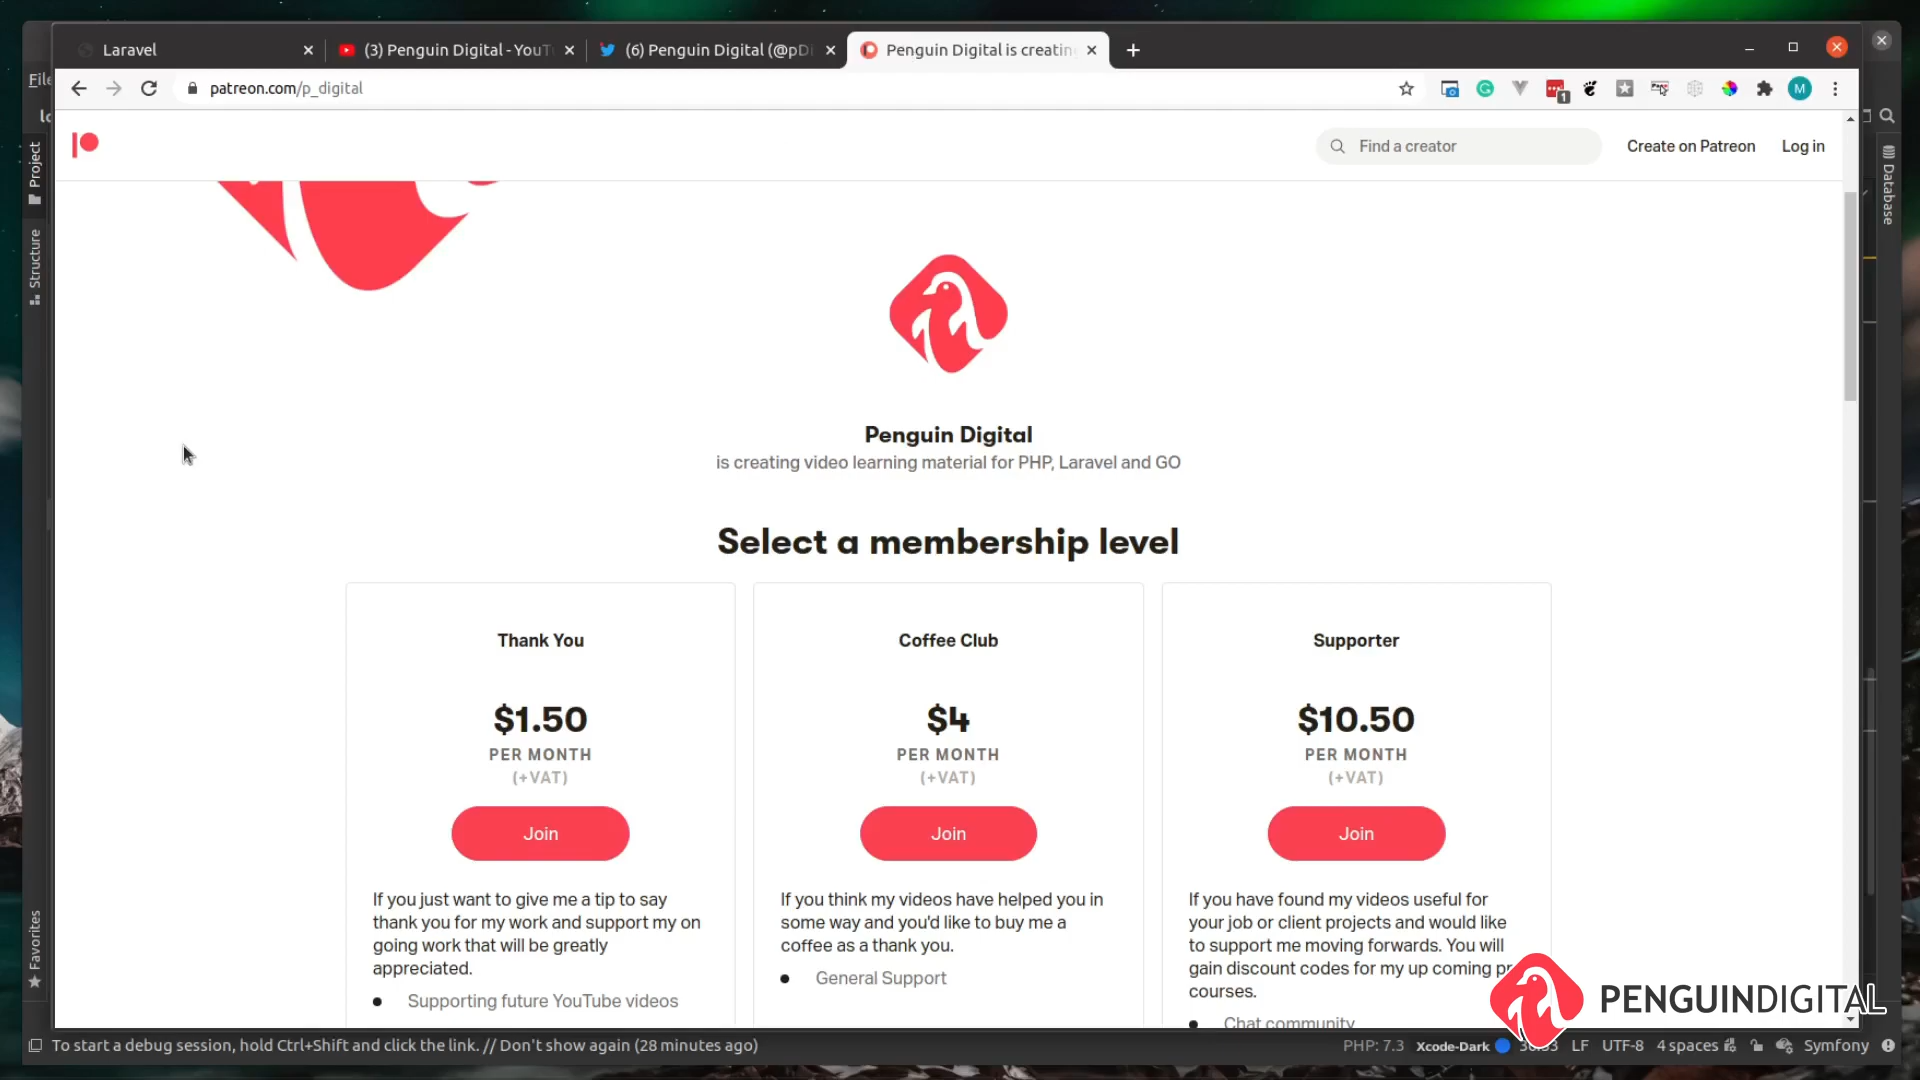 Laravel
(3) Penguin Digital - YouT
(6) Penguin Digital (@pDi
Penguin Digital is creating
File
patreon.com/p_digital
1
M
lo
Find a creator
Create on Patreon
Log in
Project
Structure
Favorites
Database
Penguin Digital
is creating video learning material for PHP, Laravel and GO
Select a membership level
Thank You
$1.50
PER MONTH
(+VAT)
Join
If you just want to give me a tip to say
thank you for my work and support my on
going work that will be greatly
appreciated.
Supporting future YouTube videos
Coffee Club
$4
PER MONTH
(+VAT)
Join
If you think my videos have helped you in
some way and you'd like to buy me a
coffee as a thank you.
General Support
Supporter
$10.50
PER MONTH
(+VAT)
Join
If you have found my videos useful for
your job or client projects and would like
to support me moving forwards. You will
gain discount codes for my up coming pr
courses.
Chat community
PENGUINDIGITAL
To start a debug session, hold Ctrl+Shift and click the link. // Don't show again (28 minutes ago)
PHP: 7.3
Xcode-Dark
LF
UTF-8
4 spaces
Symfony